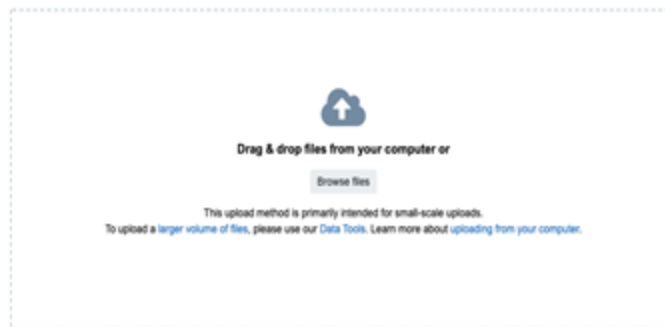 Drag & drop files from your computer or
Browse files
This upload method is primarily intended for small-scale uploads.
To upload a larger volume of files, please use our Data Tools. Learn more about uploading from your computer.